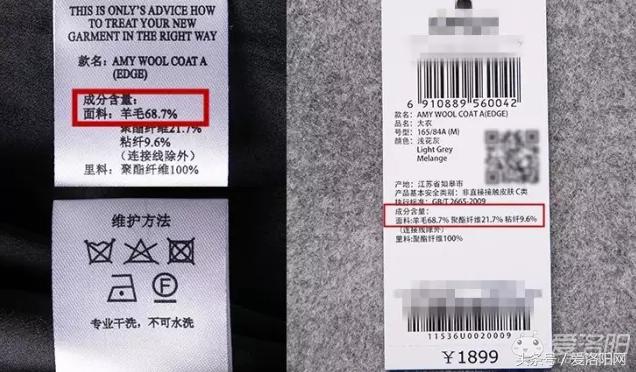 THIS IS ONLY'S ADVICE HOW
TO TREAT YOUR NEW
GARMENT IN THE RIGHT WAY
款名：AMY WOOL COAT A
(EDGE)
成分含量：
面料：羊毛68.7%
聚酯纤维21.7%
粘纤9.6%
（连接线除外）
里料：聚酯纤维100%
维护方法
F
专业干洗，不可水洗
6 910889 560042
款名: AMY WOOL COAT A(EDGE)
品名: 大衣
号型: 165/84A (M)
颜色: 浅花灰
Light Grey
Melange
产地: 江苏省如皋市
产品基本安全类别: 非直接接触皮肤 C类
执行标准: GB/T 2665-2009
成分含量:
面料:羊毛68.7% 聚酯纤维21.7% 粘纤9.6%
(连接线除外)
里料:聚酯纤维100%
11536U0020009
¥1899
爱洛阳
头条号/爱洛阳网